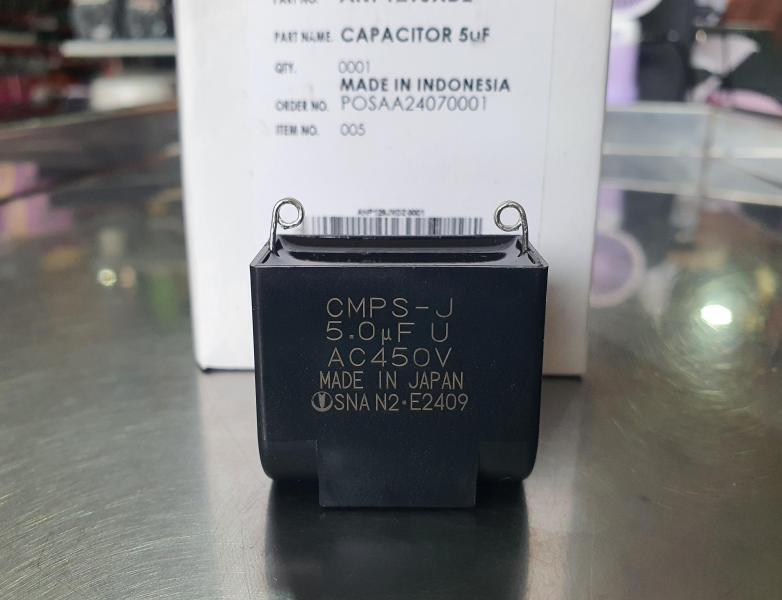 PART NAME. CAPACITOR 5uF
QTY. 0001
MADE IN INDONESIA
ORDER NO. POSAA24070001
ITEM NO. 005
CMPS-J
5.0μF U
AC450V
MADE IN JAPAN
SNA N2·E2409